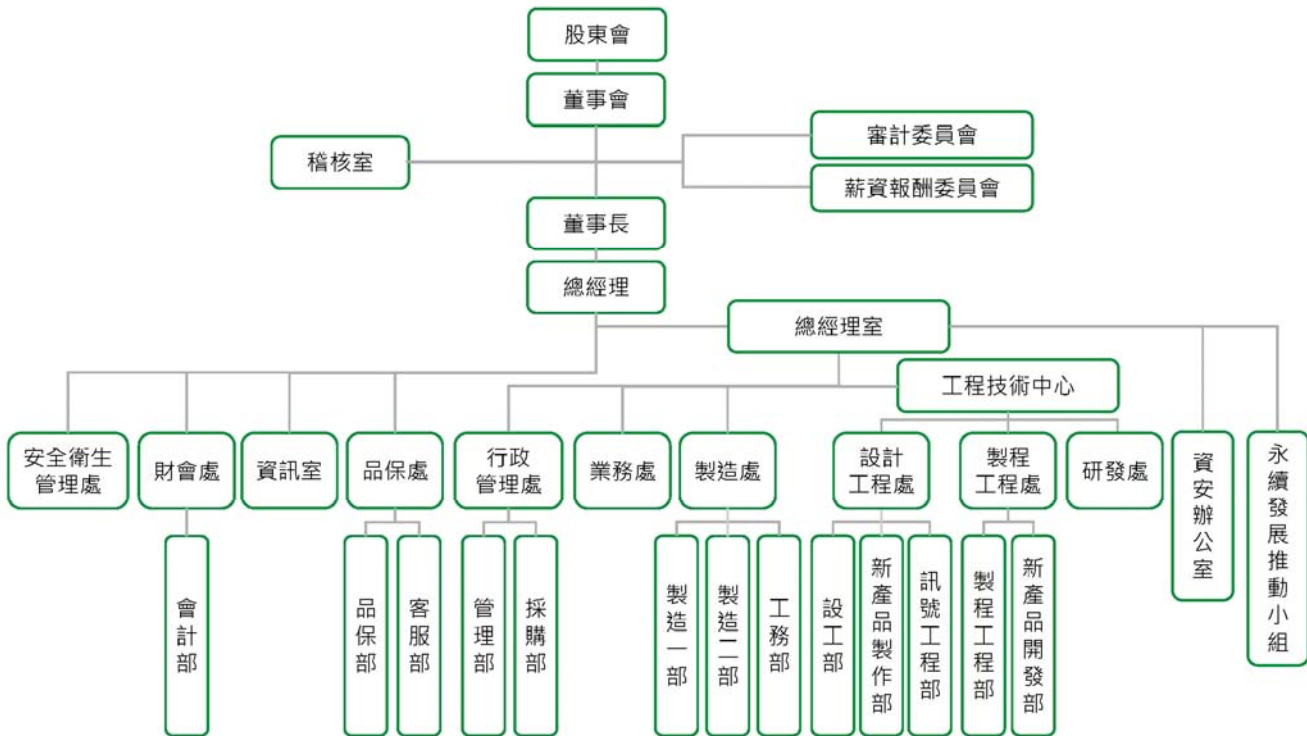 股東會
董事會
稽核室
審計委員會
薪資報酬委員會
董事長
總經理
總經理室
工程技術中心
安全衛生
管理處
財會處
資訊室
品保處
行政
管理處
業務處
製造處
設計
工程處
製程
工程處
研發處
資安辦公室
永續發展推動小組
會計部
品保部
客服部
管理部
採購部
製造一部
製造二部
工務部
設工部
新產品製作部
訊號工程部
製程工程部
新產品開發部